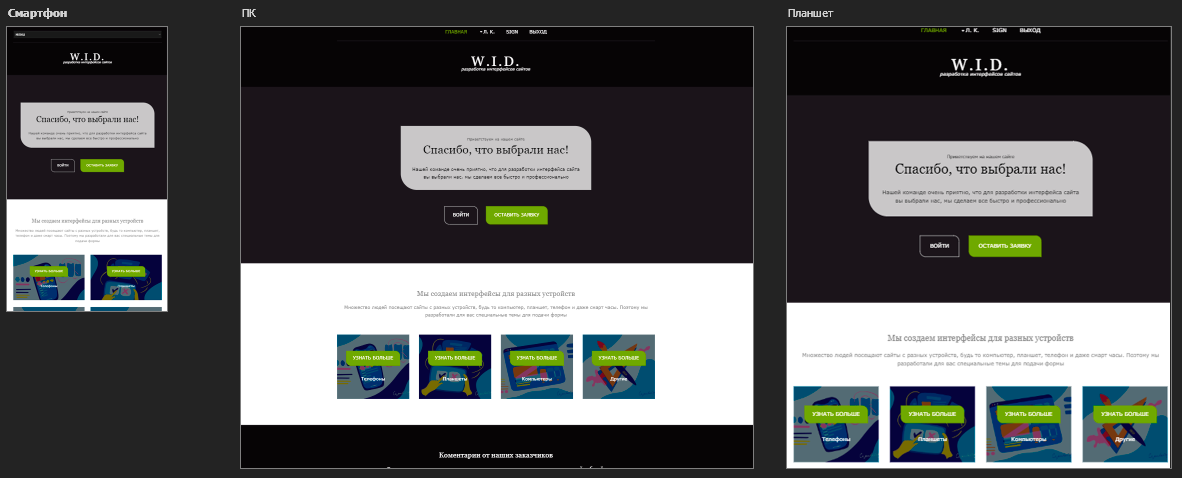 Смартфон
МЕНЮ
W.I.D.
разработка интерфейсов сайтов
Приветствуем на нашем сайте
Спасибо, что выбрали нас!
Нашей команде очень приятно, что для разработки интерфейса сайта
вы выбрали нас, мы сделаем все быстро и профессионально
ВОЙТИ
ОСТАВИТЬ ЗАЯВКУ
Мы создаем интерфейсы для разных устройств
Множество людей посещают сайты с разных устройств, будь то компьютер, планшет,
телефон и даже смарт часы. Поэтому мы разработали для вас специальные темы для
подачи формы
УЗНАТЬ БОЛЬШЕ
УЗНАТЬ БОЛЬШЕ
Телефоны
Планшеты
ПК
ГЛАВНАЯ
Л. К.
SIGN
ВЫХОД
W.I.D.
разработка интерфейсов сайтов
Приветствуем на нашем сайте
Спасибо, что выбрали нас!
Нашей команде очень приятно, что для разработки интерфейса сайта
вы выбрали нас, мы сделаем все быстро и профессионально
ВОЙТИ
ОСТАВИТЬ ЗАЯВКУ
Мы создаем интерфейсы для разных устройств
Множество людей посещают сайты с разных устройств, будь то компьютер, планшет, телефон и даже смарт часы. Поэтому мы
разработали для вас специальные темы для подачи формы
УЗНАТЬ БОЛЬШЕ
УЗНАТЬ БОЛЬШЕ
УЗНАТЬ БОЛЬШЕ
УЗНАТЬ БОЛЬШЕ
Телефоны
Планшеты
Компьютеры
Другие
Коментарии от наших заказчиков
Планшет
ГЛАВНАЯ
Л. К.
SIGN
ВЫХОД
W.I.D.
разработка интерфейсов сайтов
Приветствуем на нашем сайте
Спасибо, что выбрали нас!
Нашей команде очень приятно, что для разработки интерфейса сайта
вы выбрали нас, мы сделаем все быстро и профессионально
ВОЙТИ
ОСТАВИТЬ ЗАЯВКУ
Мы создаем интерфейсы для разных устройств
Множество людей посещают сайты с разных устройств, будь то компьютер, планшет, телефон и даже смарт часы. Поэтому мы
разработали для вас специальные темы для подачи формы
УЗНАТЬ БОЛЬШЕ
УЗНАТЬ БОЛЬШЕ
УЗНАТЬ БОЛЬШЕ
УЗНАТЬ БОЛЬШЕ
Телефоны
Планшеты
Компьютеры
Другие